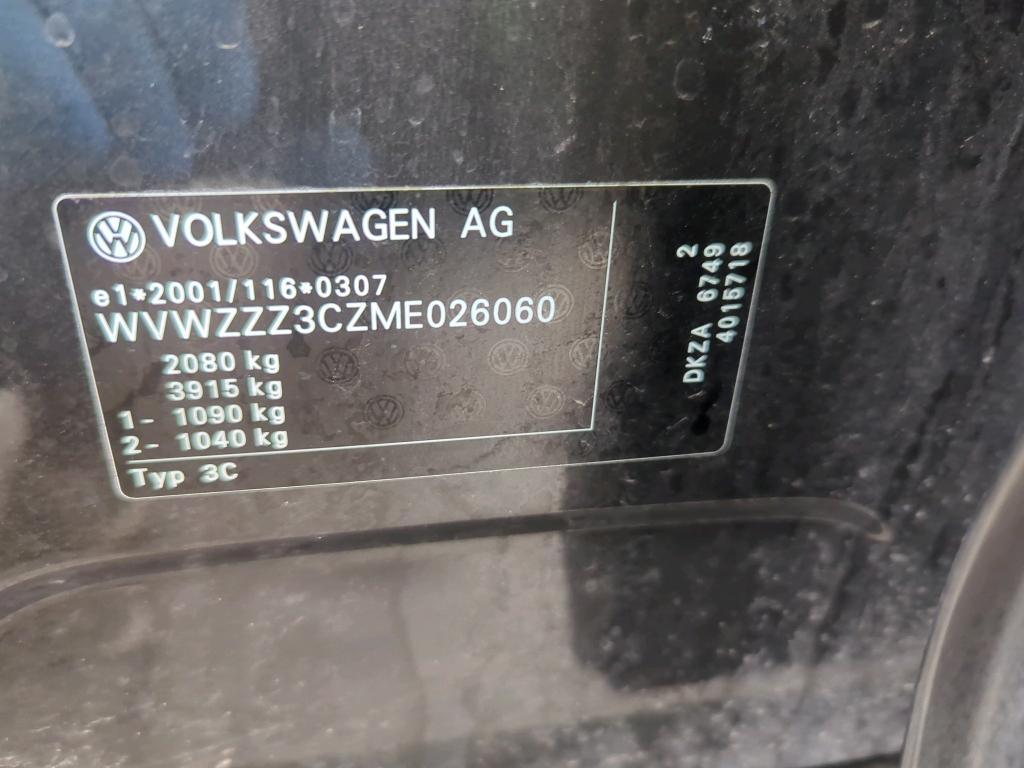 VOLKSWAGEN AG
e1*2001/116*0307
WVWZZZ3CZME026060
2080 kg
3915 kg
1- 1090 kg
2- 1040 kg
Typ 3C
2
DKZA 6749
4015718